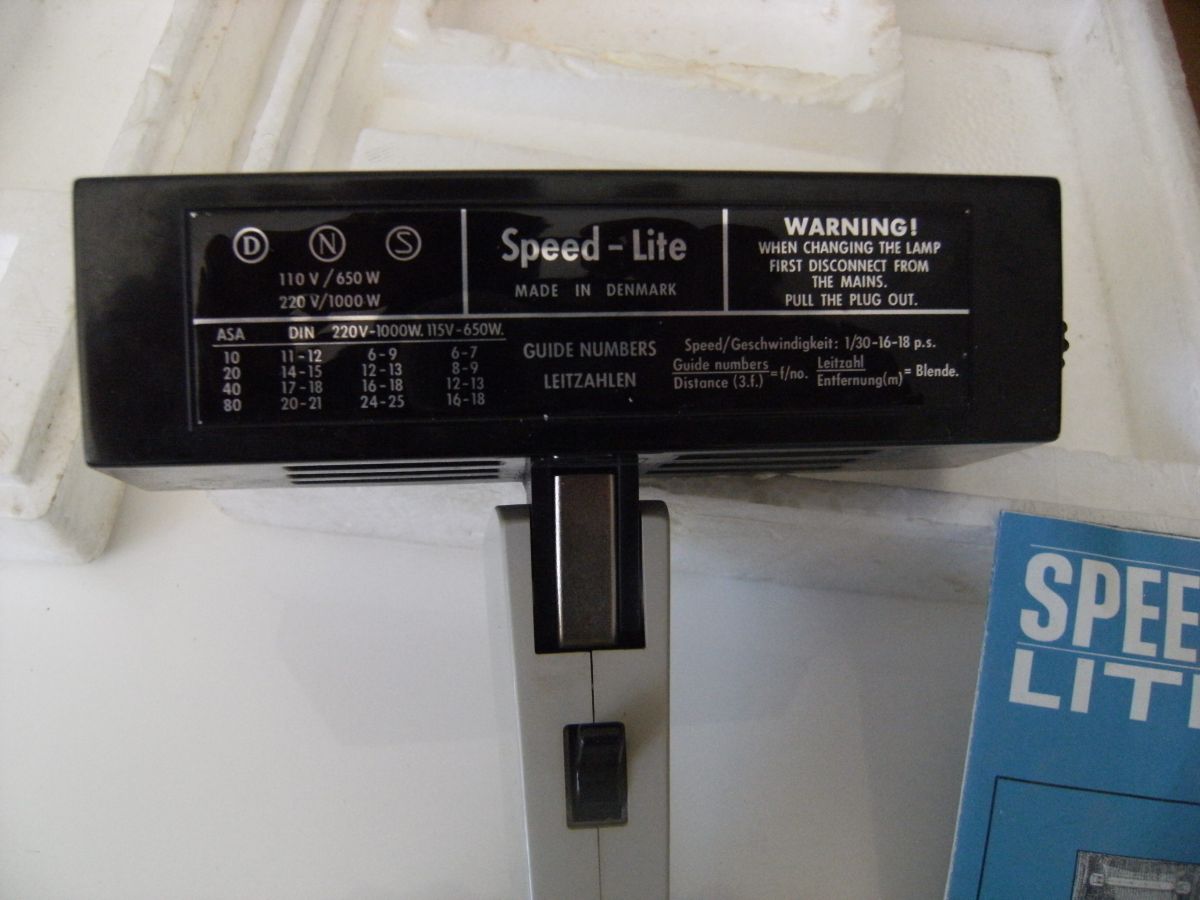 D N S
110 V / 650 W
220 V/1000 W
Speed - Lite
MADE IN DENMARK
WARNING!
WHEN CHANGING THE LAMP
FIRST DISCONNECT FROM
THE MAINS.
PULL THE PLUG OUT.
ASA DIN 220V-1000W. 115V-650W.
10 11-12 6-9 6-7
20 14-15 12-13 8-9
40 17-18 16-18 12-13
80 20-21 24-25 16-18
GUIDE NUMBERS
LEITZAHLEN
Speed/Geschwindigkeit: 1/30-16-18 p.s.
Guide numbers = f/no. Leitzahl = Blende.
Distance (3.f.) Entfernung(m)
SPEE
LIT